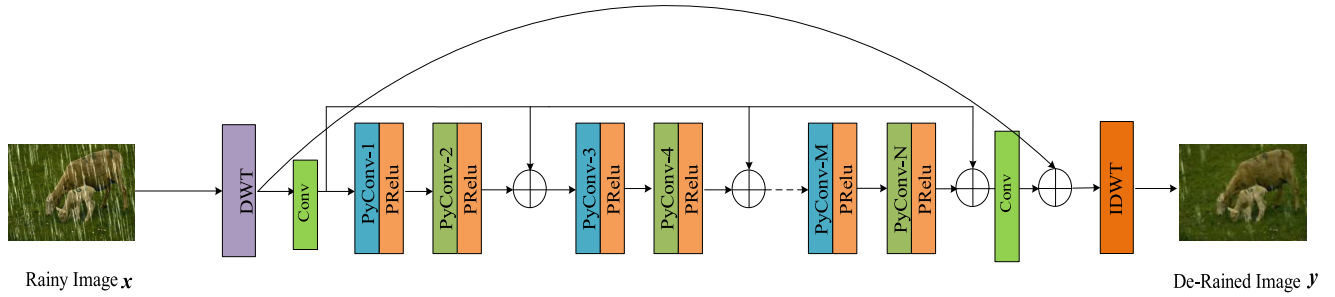 DWT
Conv
PyConv-1
PRelu
PyConv-2
PRelu
PyConv-3
PRelu
PyConv-4
PRelu
PyConv-M
PRelu
PyConv-N
PRelu
Conv
IDWT
Rainy Image x
De-Rained Image y